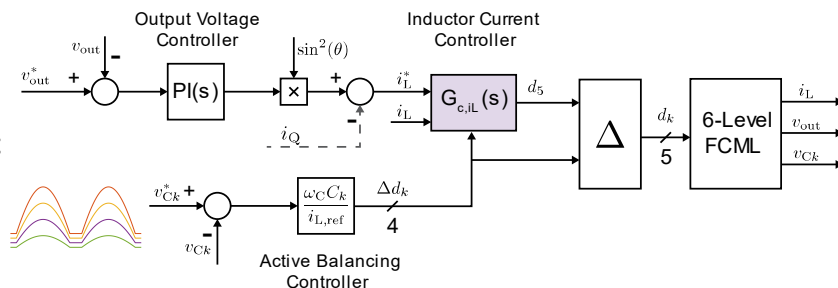 Output Voltage
Controller
Inductor Current
Controller
v_out
v*_out
+
-
PI(s)
sin²(θ)
×
+
-
i_Q
i*_L
i_L
G_c,iL(s)
d_5
Δ
d_k
5
6-Level
FCML
i_L
v_out
v_Ck
v*_Ck
+
-
v_Ck
ω_C C_k
i_L,ref
Δd_k
4
Active Balancing
Controller